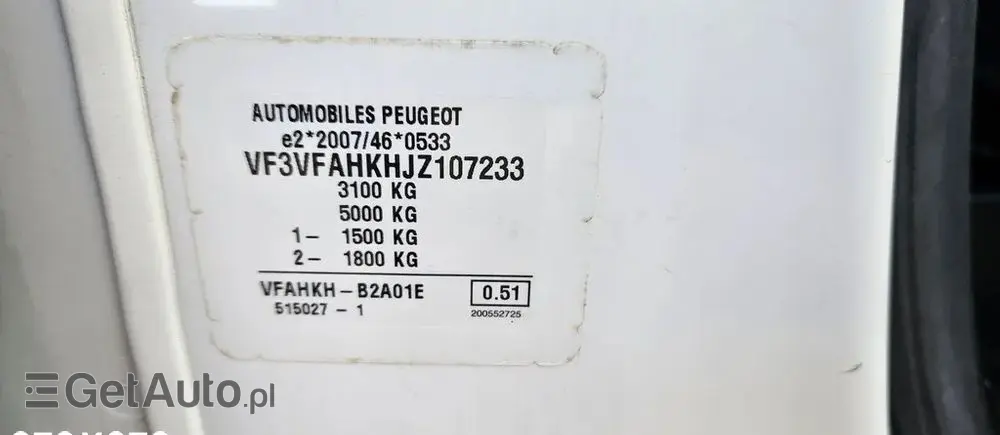 AUTOMOBILES PEUGEOT
e2*2007/46*0533
VF3VFAHKHJZ107233
3100 KG
5000 KG
1- 1500 KG
2- 1800 KG
VFAHKH-B2A01E 0.51
515027 - 1 200552725
GetAuto.pl